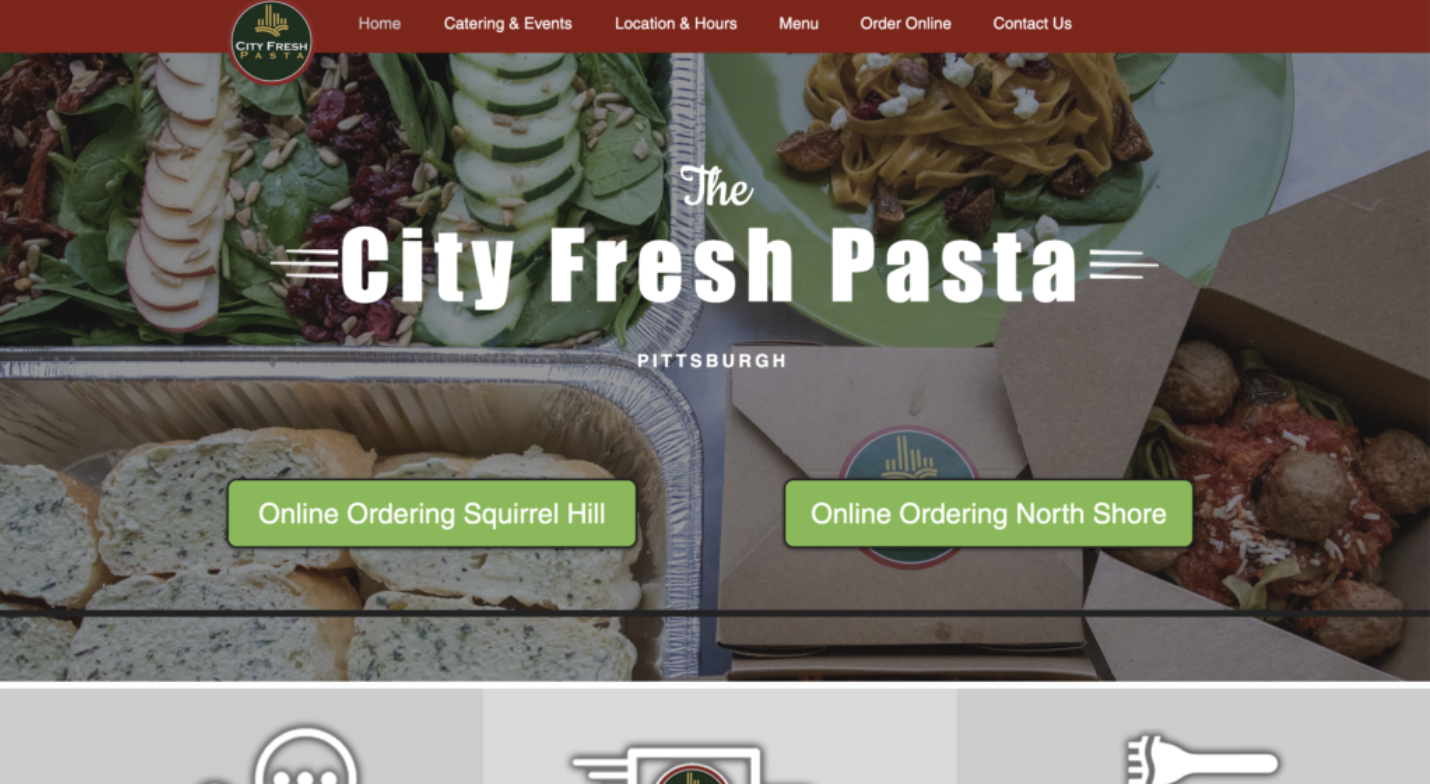 CITY FRESH
PASTA
Home
Catering & Events
Location & Hours
Menu
Order Online
Contact Us
The
City Fresh Pasta
PITTSBURGH
Online Ordering Squirrel Hill
Online Ordering North Shore